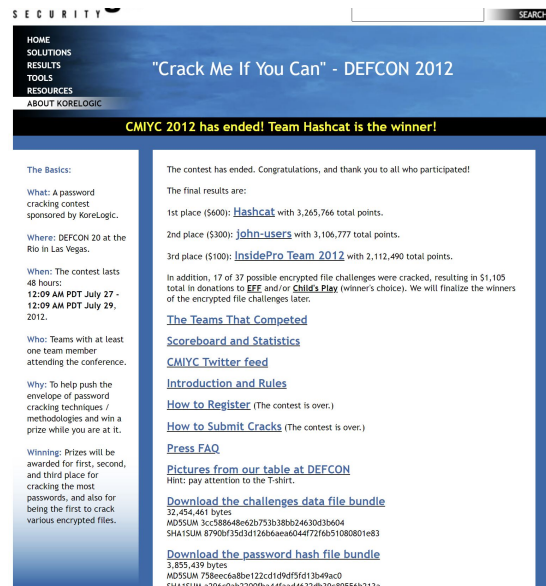 SECURITY
SEARCH
HOME
SOLUTIONS
RESULTS
TOOLS
RESOURCES
ABOUT KORELOGIC
"Crack Me If You Can" - DEFCON 2012
CMIYC 2012 has ended! Team Hashcat is the winner!
The Basics:
What: A password
cracking contest
sponsored by KoreLogic.
Where: DEFCON 20 at the
Rio in Las Vegas.
When: The contest lasts
48 hours:
12:09 AM PDT July 27 -
12:09 AM PDT July 29,
2012.
Who: Teams with at least
one team member
attending the conference.
Why: To help push the
envelope of password
cracking techniques /
methodologies and win a
prize while you are at it.
Winning: Prizes will be
awarded for first, second,
and third place for
cracking the most
passwords, and also for
being the first to crack
various encrypted files.
The contest has ended. Congratulations, and thank you to all who participated!
The final results are:
1st place ($600): Hashcat with 3,265,766 total points.
2nd place ($300): john-users with 3,106,777 total points.
3rd place ($100): InsidePro Team 2012 with 2,112,490 total points.
In addition, 17 of 37 possible encrypted file challenges were cracked, resulting in $1,105
total in donations to EFF and/or Child's Play (winner's choice). We will finalize the winners
of the encrypted file challenges later.
The Teams That Competed
Scoreboard and Statistics
CMIYC Twitter feed
Introduction and Rules
How to Register (The contest is over.)
How to Submit Cracks (The contest is over.)
Press FAQ
Pictures from our table at DEFCON
Hint: pay attention to the T-shirt.
Download the challenges data file bundle
32,454,461 bytes
MD5SUM 3cc588648e62b753b38bb24630d3b604
SHA1SUM 8790bf35d3d126b6aea6044f72f6b51080801e83
Download the password hash file bundle
3,855,439 bytes
MD5SUM 758eec6a8be122cd1d9df5fd13b49ac0
SHA1SUM